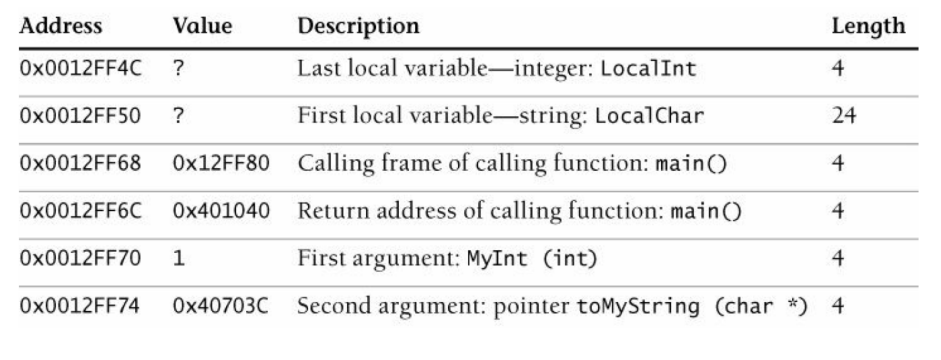 Address Value Description Length
0x0012FF4C ? Last local variable—integer: LocalInt 4
0x0012FF50 ? First local variable—string: LocalChar 24
0x0012FF68 0x12FF80 Calling frame of calling function: main() 4
0x0012FF6C 0x401040 Return address of calling function: main() 4
0x0012FF70 1 First argument: MyInt (int) 4
0x0012FF74 0x40703C Second argument: pointer toMyString (char *) 4